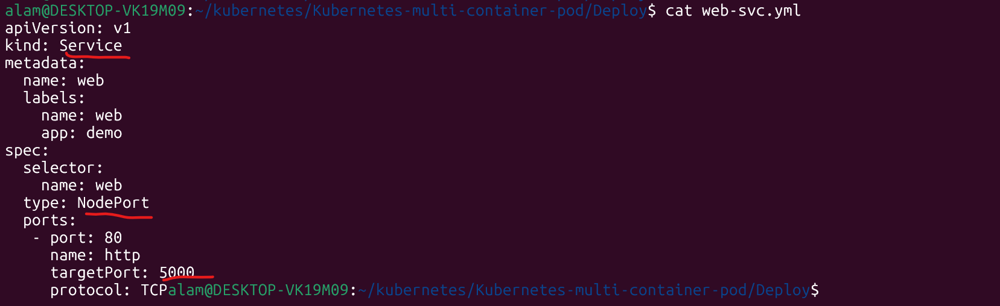 alam@DESKTOP-VK19M09:~/kubernetes/Kubernetes-multi-container-pod/Deploy$ cat web-svc.yml
apiVersion: v1
kind: Service
metadata:
  name: web
  labels:
    name: web
    app: demo
spec:
  selector:
    name: web
  type: NodePort
  ports:
   - port: 80
     name: http
     targetPort: 5000
     protocol: TCPalam@DESKTOP-VK19M09:~/kubernetes/Kubernetes-multi-container-pod/Deploy$